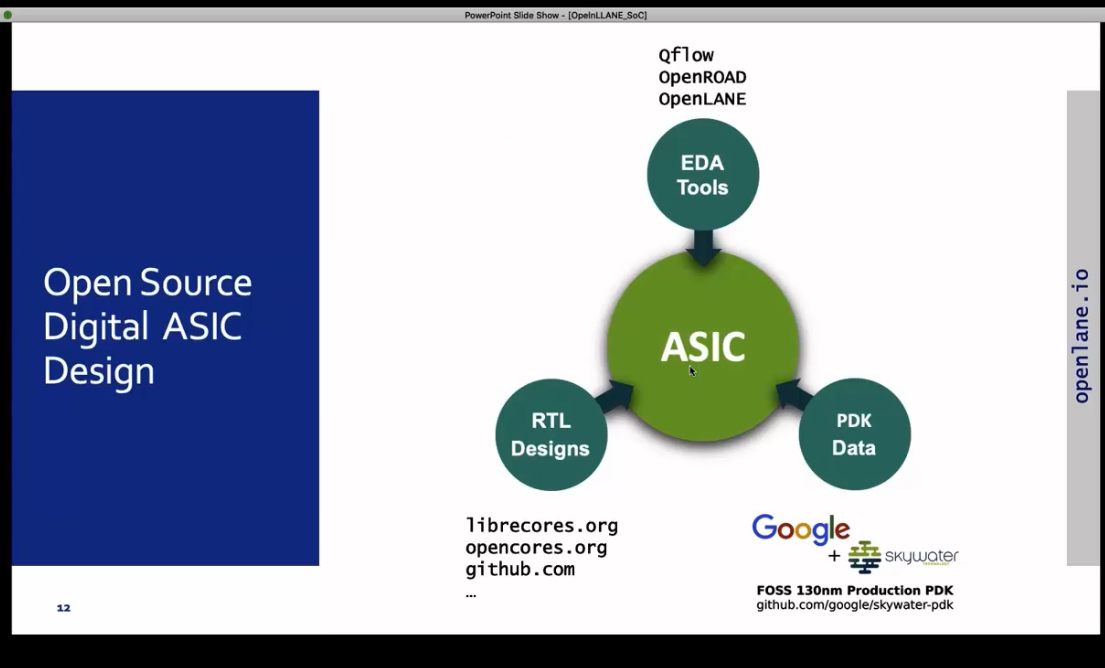 PowerPoint Slide Show - [OpeInLLANE_SoC]
Open Source
Digital ASIC
Design
12
Qflow
OpenROAD
OpenLANE
EDA
Tools
ASIC
RTL
Designs
PDK
Data
librecores.org
opencores.org
github.com
…
Google
+
skywater
TECHNOLOGY
FOSS 130nm Production PDK
github.com/google/skywater-pdk
openlane.io